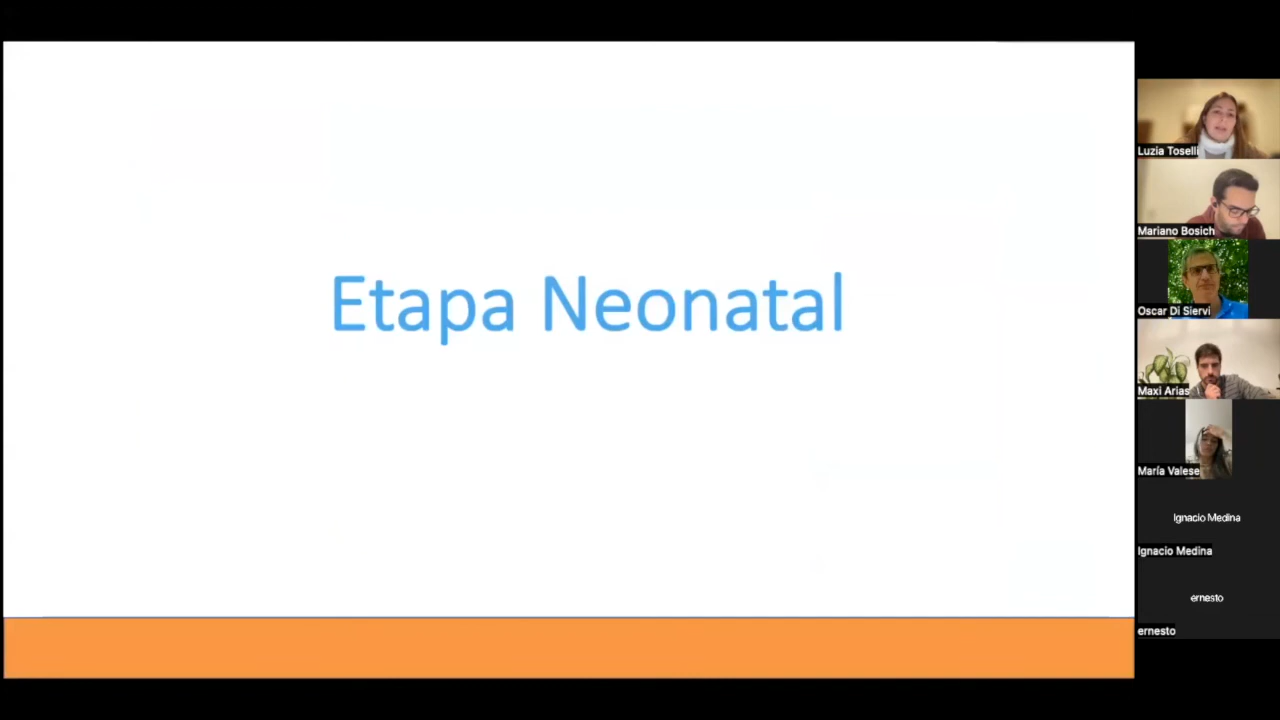 Etapa Neonatal
Luzia Toselli
Mariano Bosich
Oscar Di Siervi
Maxi Arias
María Valese
Ignacio Medina
Ignacio Medina
ernesto
ernesto